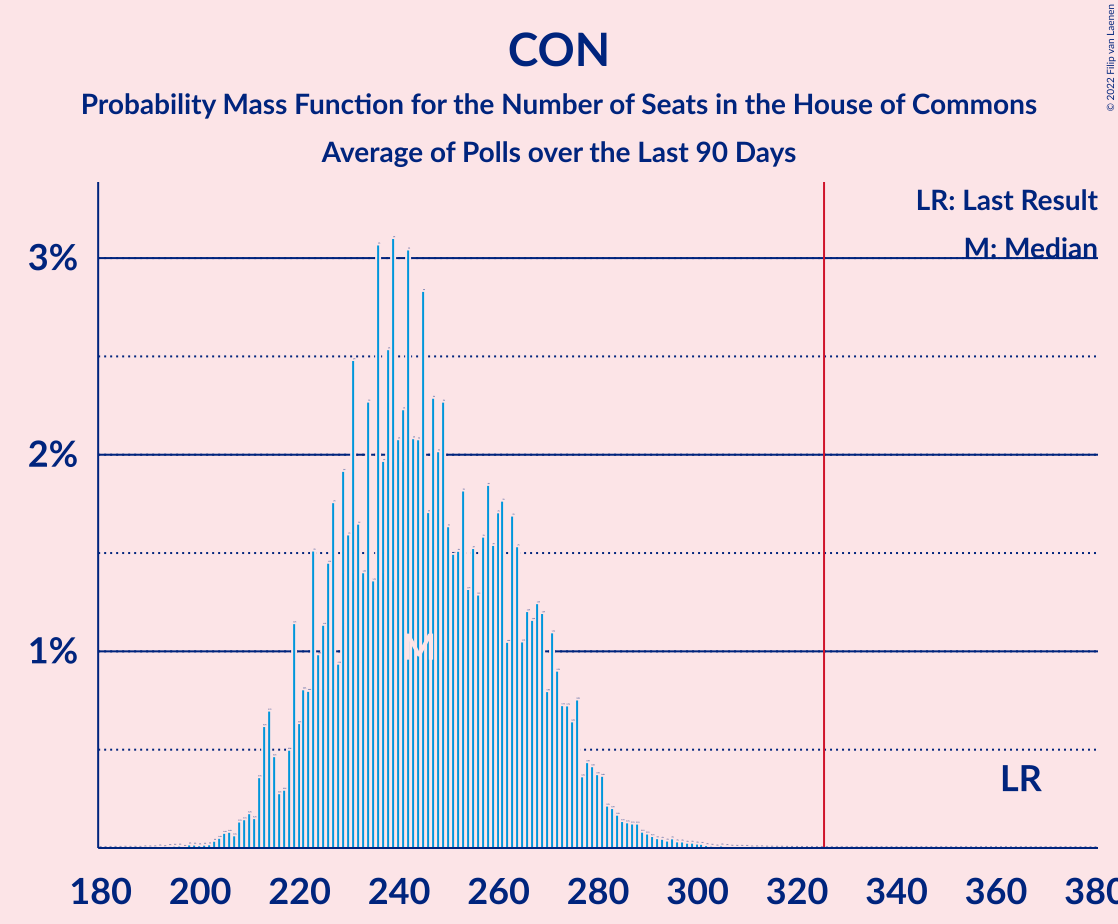 CON
Probability Mass Function for the Number of Seats in the House of Commons
Average of Polls over the Last 90 Days
© 2022 Filip van Laenen
LR: Last Result
M: Median
3%
2%
1%
M
LR
180 200 220 240 260 280 300 320 340 360 380